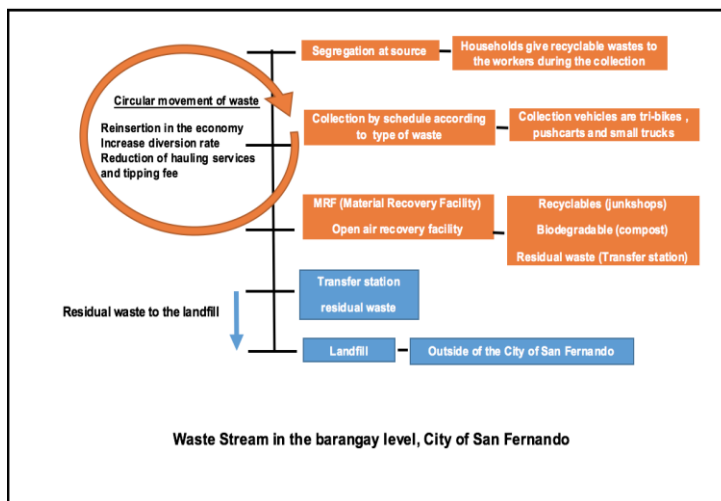 Segregation at source
Households give recyclable wastes to
the workers during the collection
Circular movement of waste
Reinsertion in the economy
Increase diversion rate
Reduction of hauling services
and tipping fee
Collection by schedule according
to type of waste
Collection vehicles are tri-bikes ,
pushcarts and small trucks
MRF (Material Recovery Facility)
Open air recovery facility
Recyclables (junkshops)
Biodegradable (compost)
Residual waste (Transfer station)
Transfer station
residual waste
Residual waste to the landfill
Landfill
Outside of the City of San Fernando
Waste Stream in the barangay level, City of San Fernando